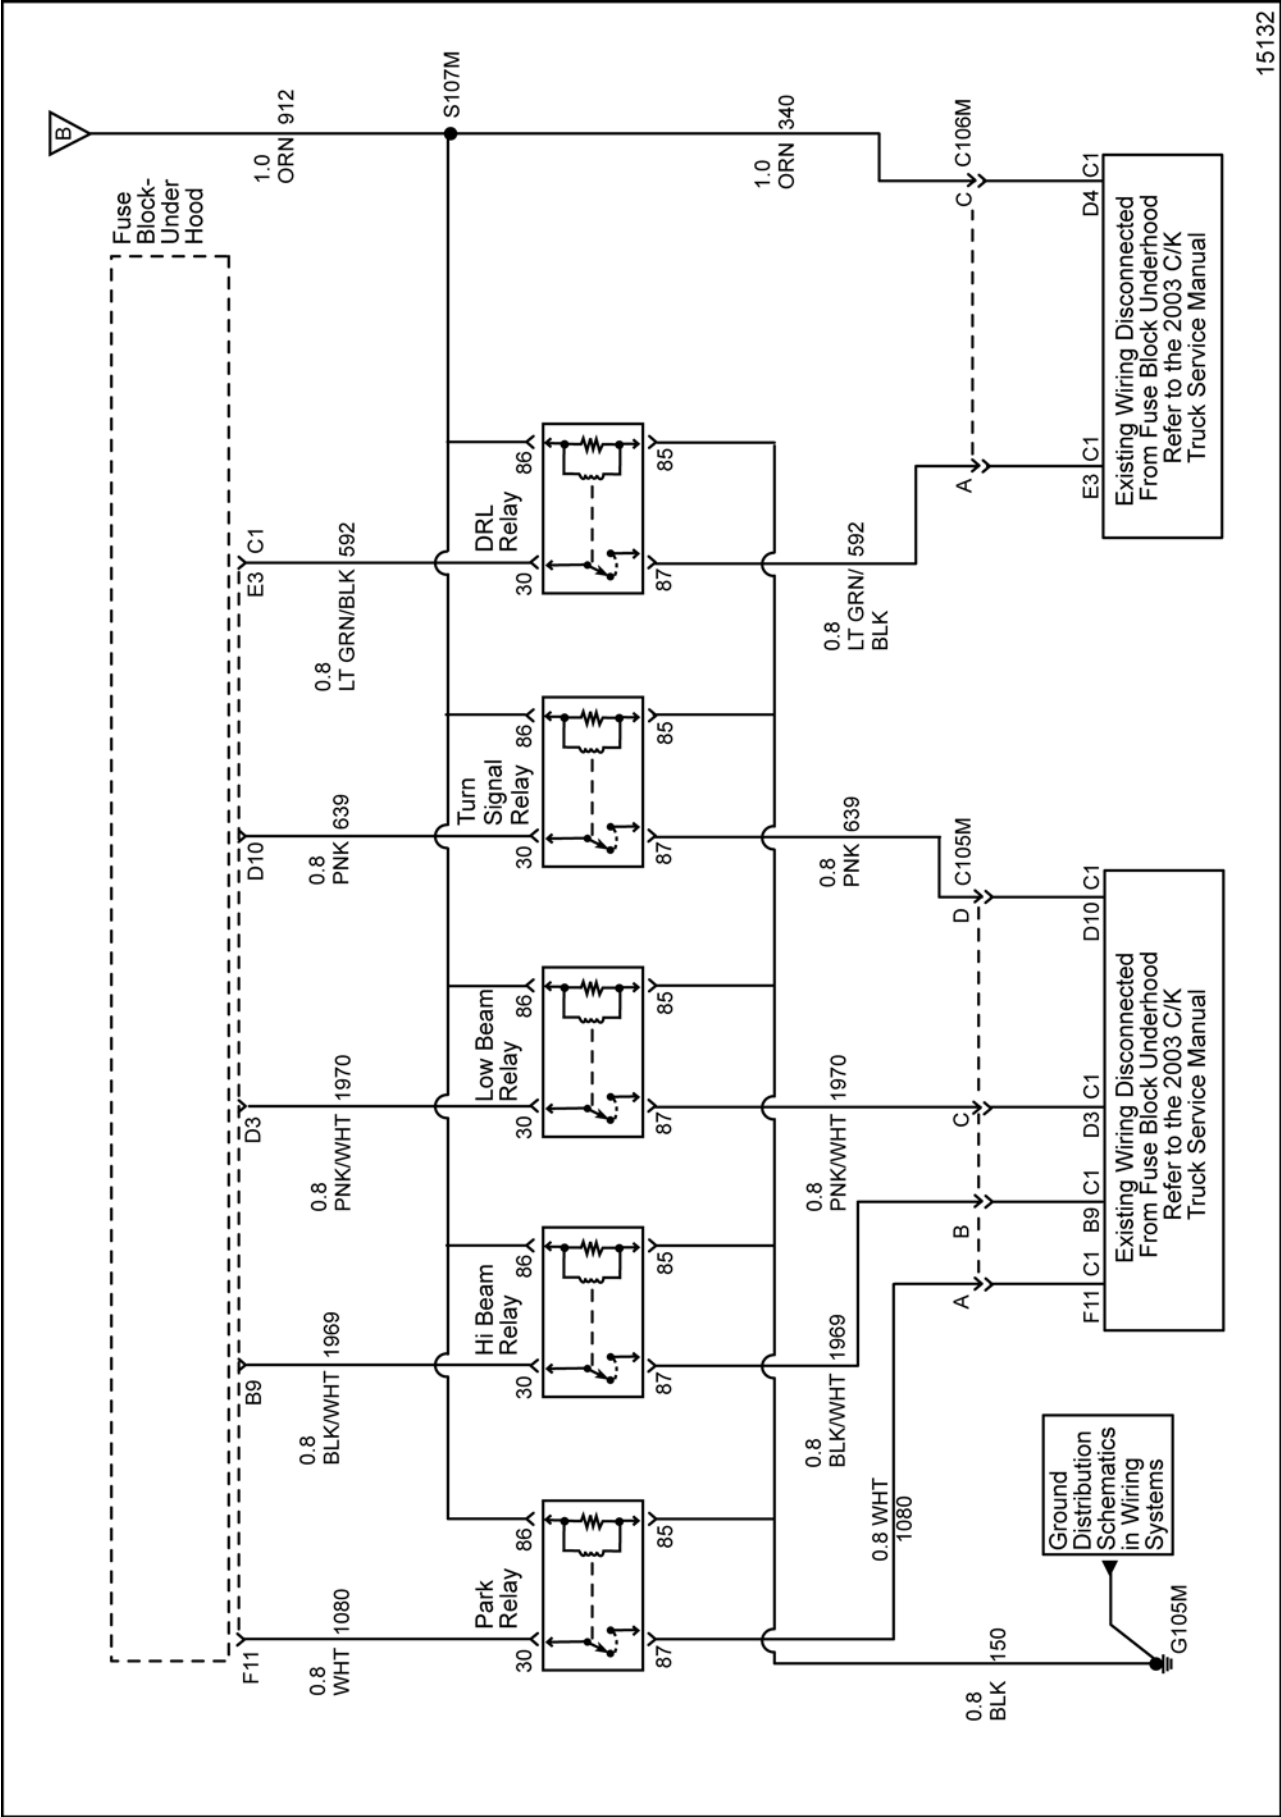 B
Fuse
Block-
Under
Hood
F11
B9
D3
D10
E3 C1
0.8
WHT 1080
0.8
BLK/WHT 1969
0.8
PNK/WHT 1970
0.8
PNK 639
0.8
LT GRN/BLK 592
1.0
ORN 912
S107M
Park
Relay
30
86
87
85
Hi Beam
Relay
30
86
87
85
Low Beam
Relay
30
86
87
85
Turn
Signal
Relay
30
86
87
85
DRL
Relay
30
86
87
85
0.8 WHT
1080
0.8
BLK/WHT 1969
0.8
PNK/WHT 1970
0.8
PNK 639
0.8
LT GRN/ 592
BLK
1.0
ORN 340
0.8
BLK 150
A
B
C
D C105M
A
C C106M
G105M
Ground
Distribution
Schematics
in Wiring
Systems
F11 C1
B9 C1
D3 C1
D10 C1
Existing Wiring Disconnected
From Fuse Block Underhood
Refer to the 2003 C/K
Truck Service Manual
E3 C1
D4 C1
Existing Wiring Disconnected
From Fuse Block Underhood
Refer to the 2003 C/K
Truck Service Manual
15132